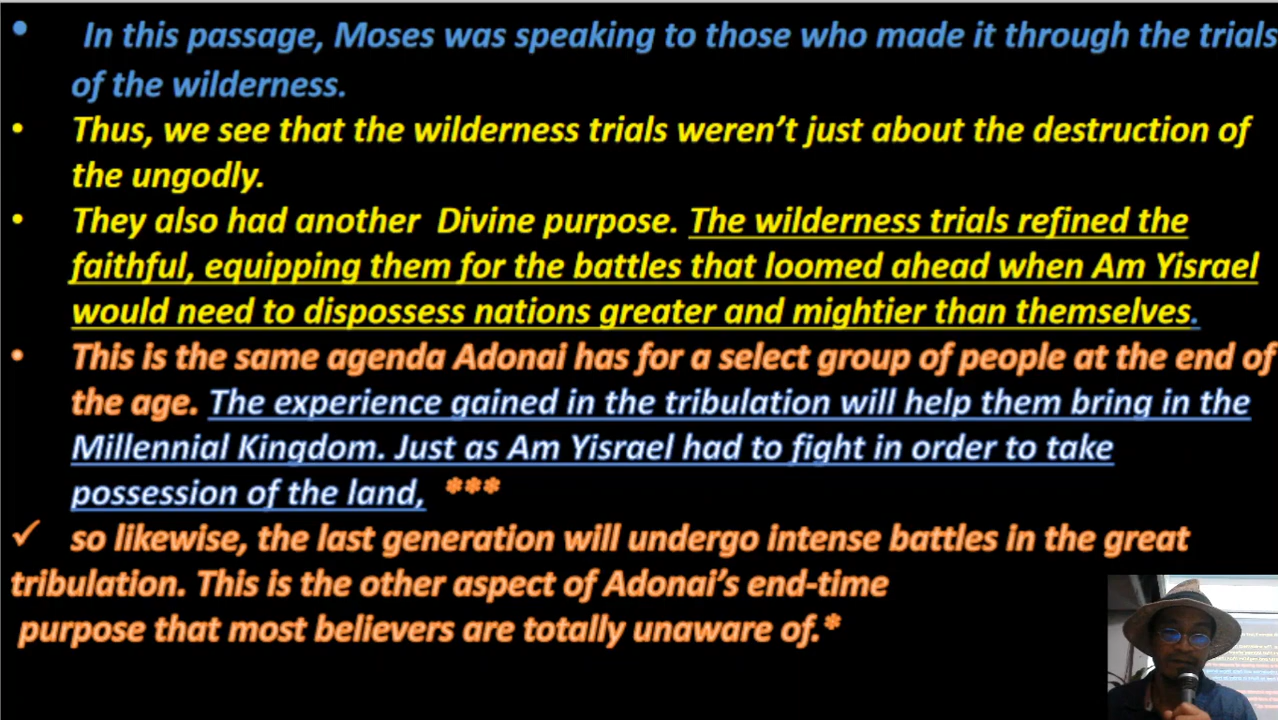 • In this passage, Moses was speaking to those who made it through the trials
of the wilderness.
• Thus, we see that the wilderness trials weren't just about the destruction of
the ungodly.
• They also had another Divine purpose. The wilderness trials refined the
faithful, equipping them for the battles that loomed ahead when Am Yisrael
would need to dispossess nations greater and mightier than themselves.
• This is the same agenda Adonai has for a select group of people at the end of
the age. The experience gained in the tribulation will help them bring in the
Millennial Kingdom. Just as Am Yisrael had to fight in order to take
possession of the land, ***
✓ so likewise, the last generation will undergo intense battles in the great
tribulation. This is the other aspect of Adonai's end-time
purpose that most believers are totally unaware of.*